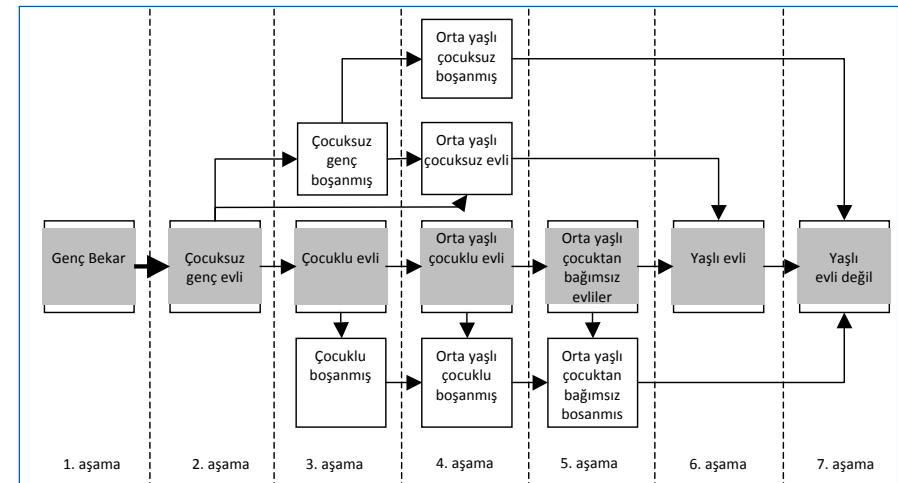 Orta yaşlı
çocuksuz
boşanmış
Çocuksuz
genç
boşanmış
Orta yaşlı
çocuksuz evli
Genç Bekar
Çocuksuz
genç evli
Çocuklu evli
Orta yaşlı
çocuklu evli
Orta yaşlı
çocuktan
bağımsız
evliler
Yaşlı evli
Yaşlı
evli değil
Çocuklu
boşanmış
Orta yaşlı
çocuklu
boşanmış
Orta yaşlı
çocuktan
bağımsız
bosanmıs
1. aşama
2. aşama
3. aşama
4. aşama
5. aşama
6. aşama
7. aşama